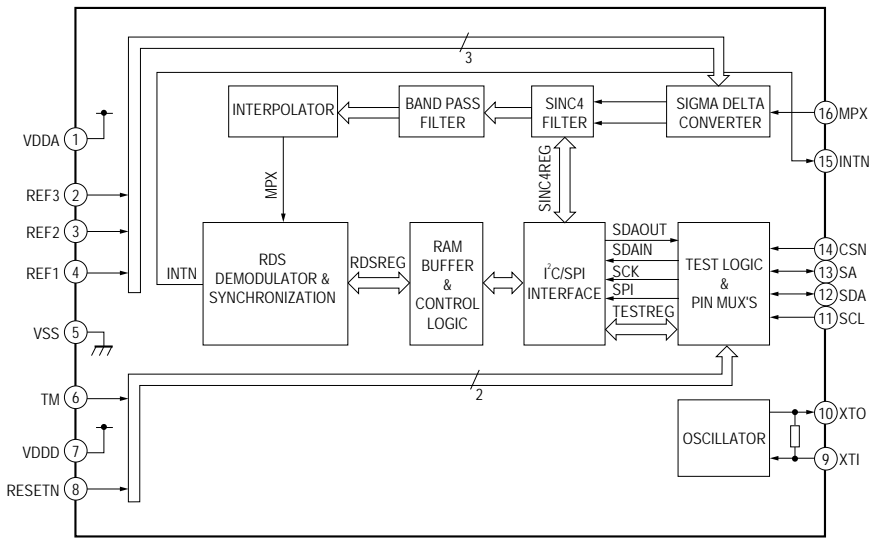 3
INTERPOLATOR
BAND PASS
FILTER
SINC4
FILTER
SIGMA DELTA
CONVERTER
16 MPX
VDDA 1
15 INTN
MPX
SINC4REG
REF3 2
REF2 3
REF1 4
INTN
RDS
DEMODULATOR &
SYNCHRONIZATION
RDSREG
RAM
BUFFER
&
CONTROL
LOGIC
I²C/SPI
INTERFACE
SDAOUT
SDAIN
SCK
SPI
TESTREG
TEST LOGIC
&
PIN MUX'S
14 CSN
13 SA
12 SDA
11 SCL
VSS 5
TM 6
2
VDDD 7
RESETN 8
OSCILLATOR
10 XTO
9 XTI